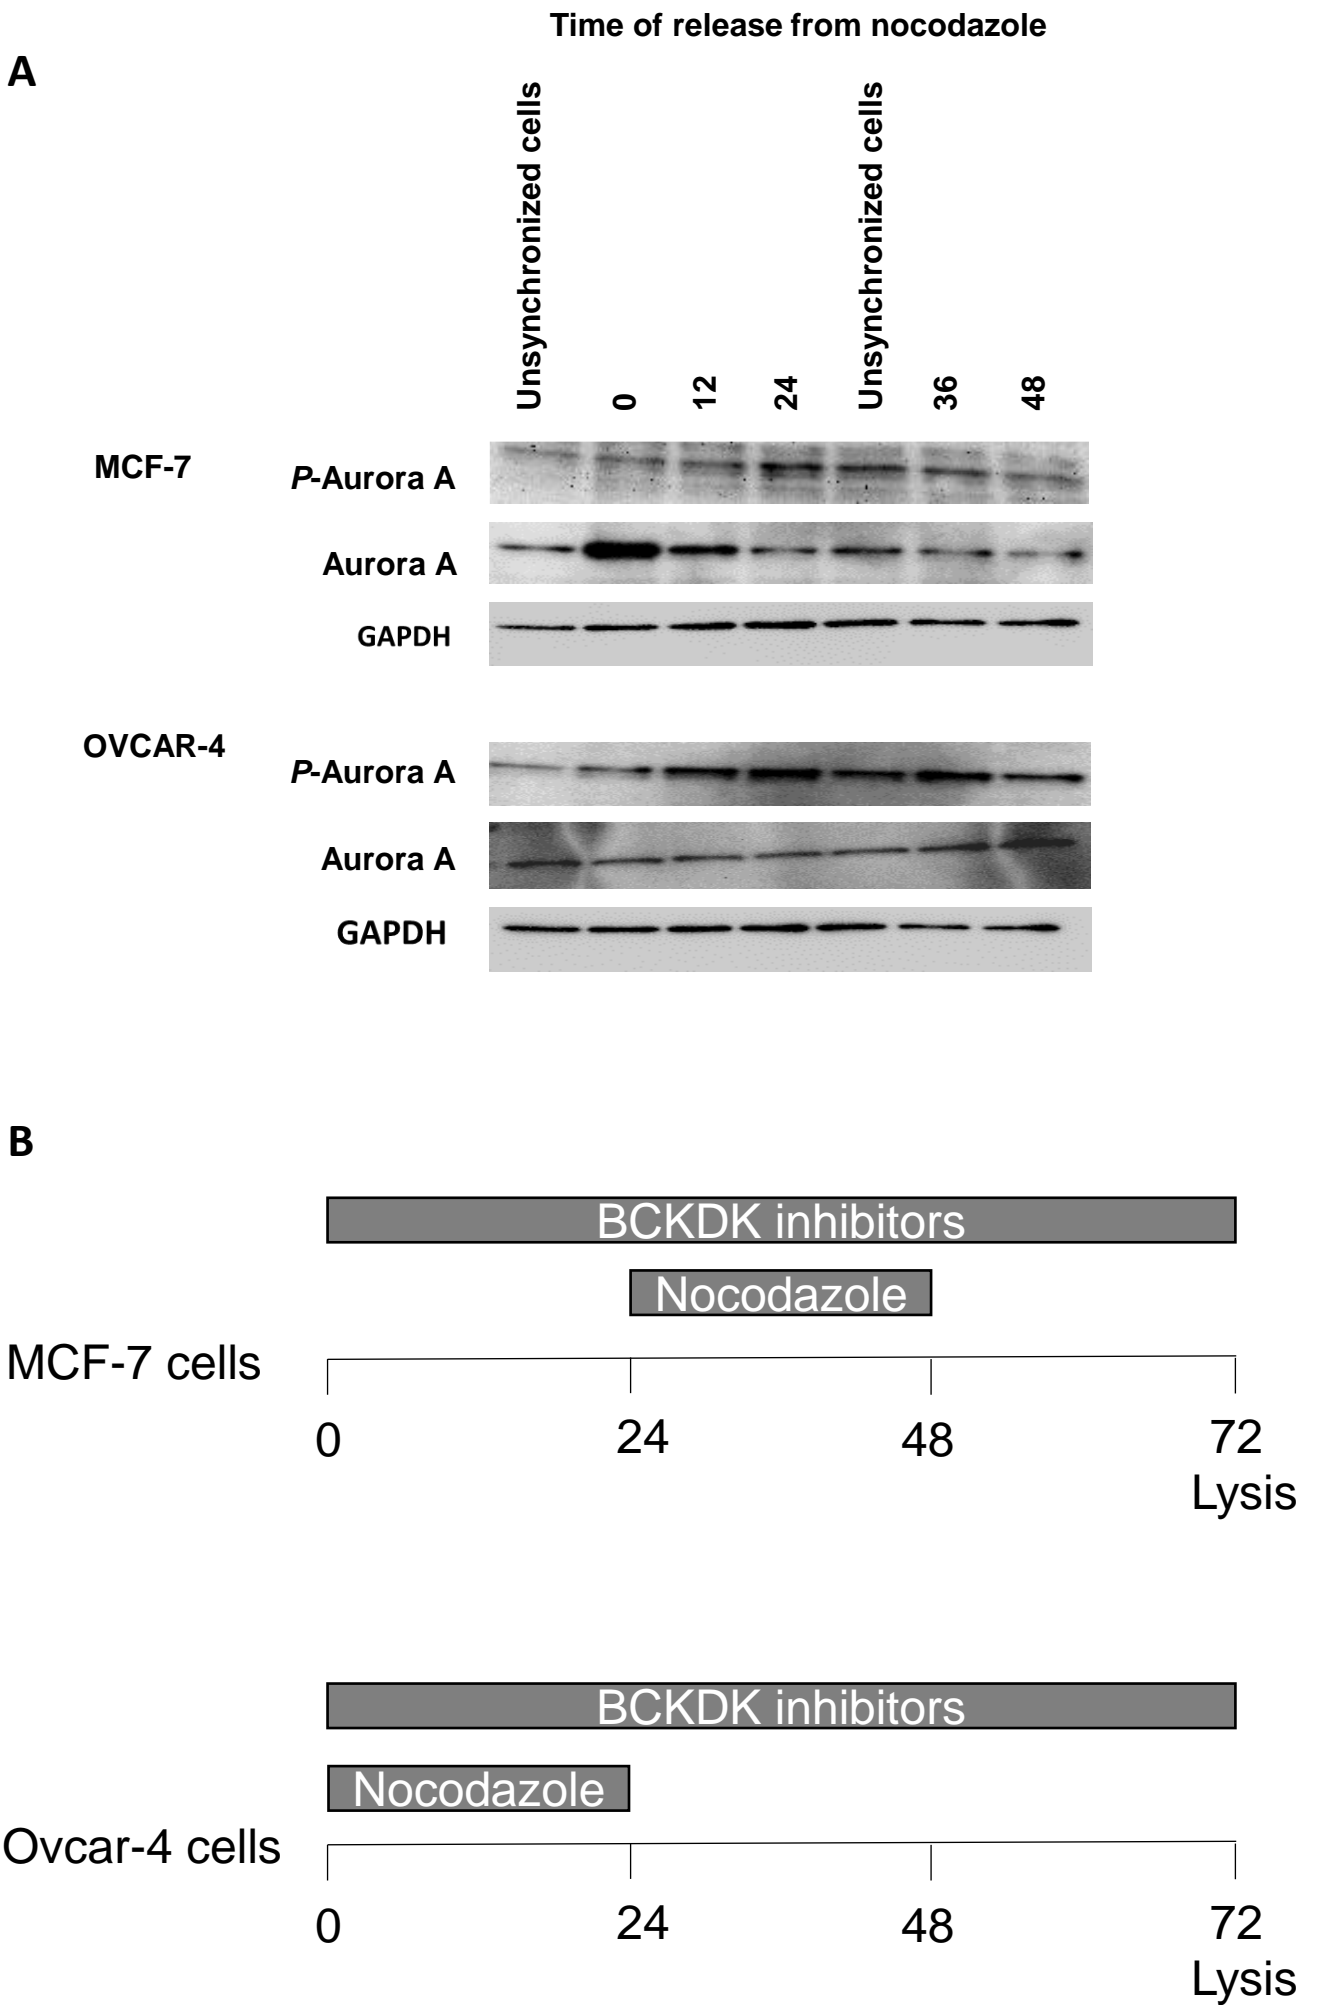 Time of release from nocodazole
A
Unsynchronized cells
0
12
24
Unsynchronized cells
36
48
MCF-7
P-Aurora A
Aurora A
GAPDH
OVCAR-4
P-Aurora A
Aurora A
GAPDH
B
BCKDK inhibitors
Nocodazole
MCF-7 cells
0 24 48 72
Lysis
BCKDK inhibitors
Nocodazole
Ovcar-4 cells
0 24 48 72
Lysis